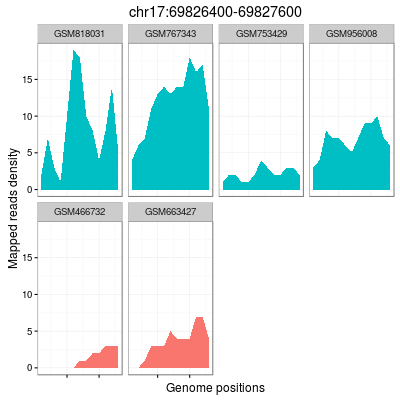 chr17:69826400-69827600
GSM818031 GSM767343 GSM753429 GSM956008
15
10
5
0
Mapped reads density
GSM466732 GSM663427
15
10
5
0
Genome positions